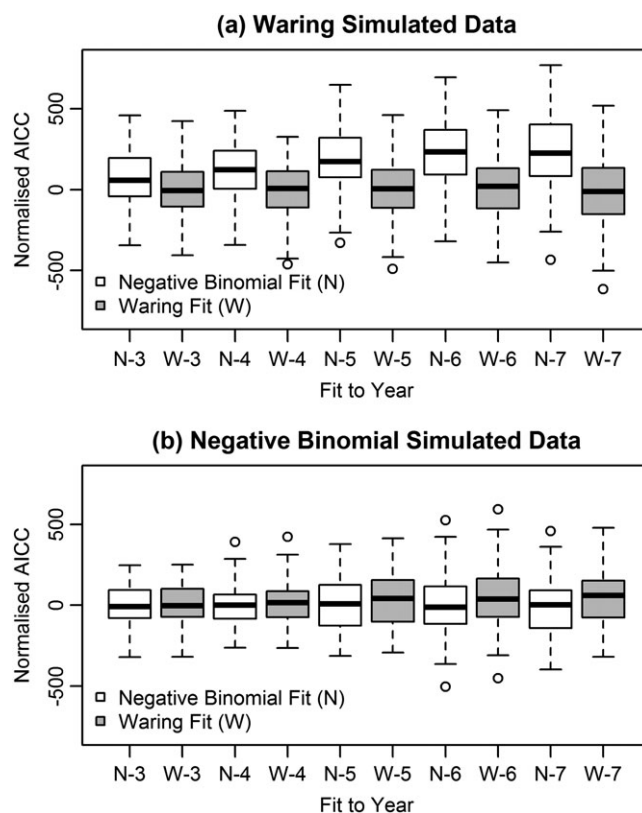 (a) Waring Simulated Data
Normalised AICC
500
0
-500
Negative Binomial Fit (N)
Waring Fit (W)
N-3 W-3 N-4 W-4 N-5 W-5 N-6 W-6 N-7 W-7
Fit to Year
(b) Negative Binomial Simulated Data
Normalised AICC
500
0
-500
Negative Binomial Fit (N)
Waring Fit (W)
N-3 W-3 N-4 W-4 N-5 W-5 N-6 W-6 N-7 W-7
Fit to Year